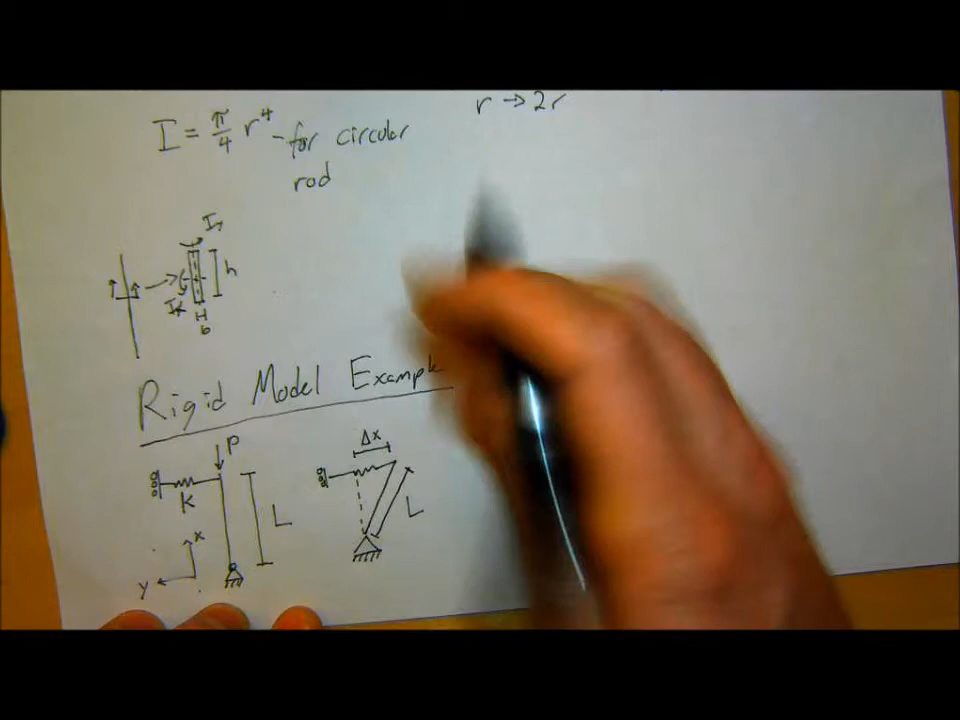 r → 2r
I = π/4 r⁴ - for circular
rod
h
b
Rigid Model Example
P
K
L
x
y
Δx
L